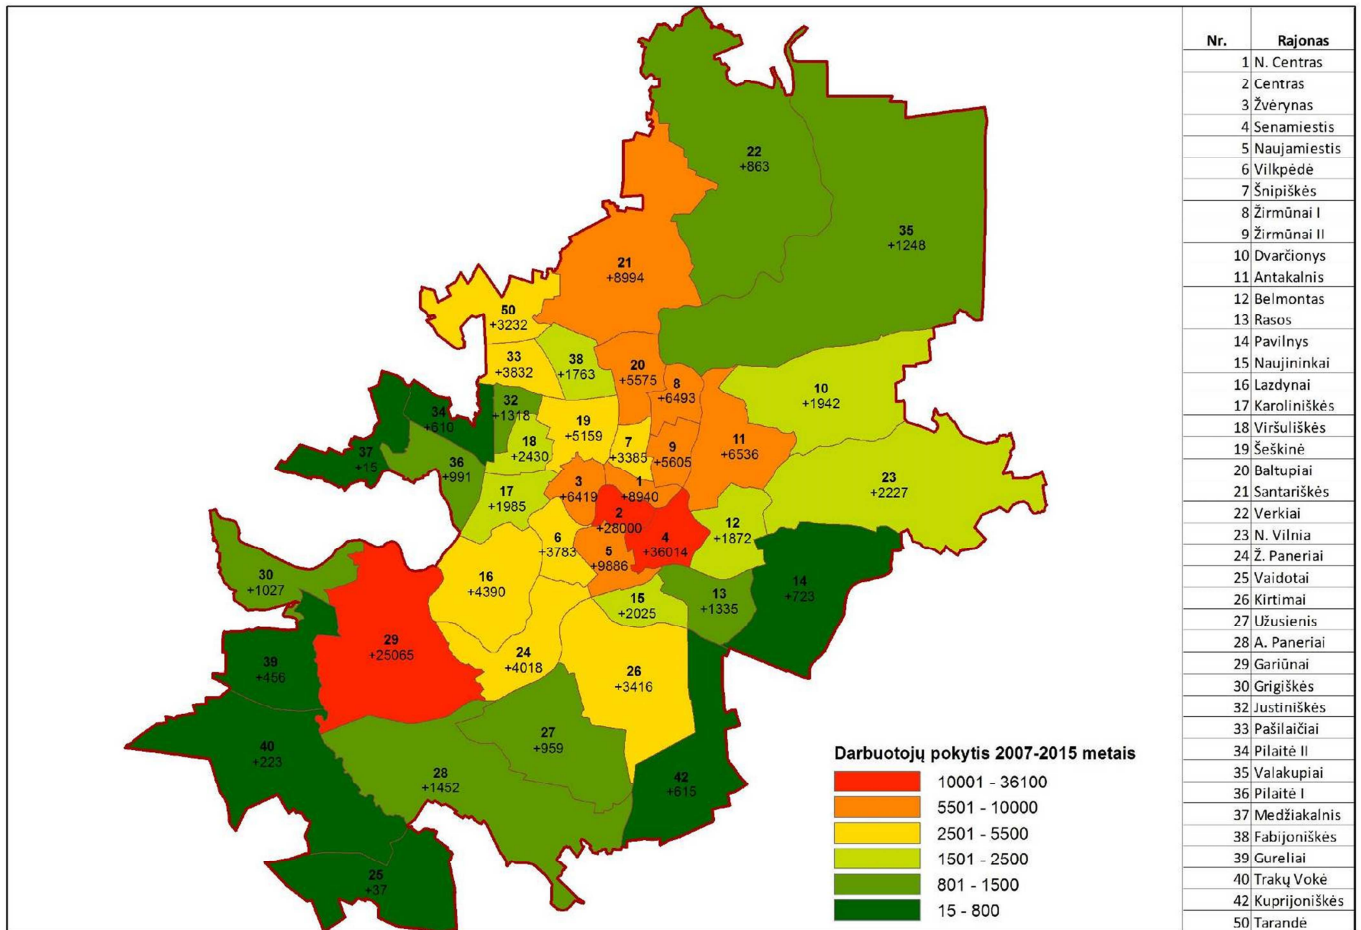 22
+863
35
+1248
21
+8994
50
+3232
33
+3832
38
+1763
20
+5575
8
+6493
10
+1942
34
+610
32
+1318
19
+5159
18
+2430
7
+3385
9
+5605
11
+6536
37
+15
36
+991
23
+2227
17
+1985
3
+6419
1
+8940
2
+28000
4
+36014
12
+1872
6
+3783
5
+9886
30
+1027
16
+4390
14
+723
15
+2025
13
+1335
29
+25065
39
+456
24
+4018
26
+3416
40
+223
27
+959
28
+1452
42
+615
25
+37
Darbuotojų pokytis 2007-2015 metais
10001 - 36100
5501 - 10000
2501 - 5500
1501 - 2500
801 - 1500
15 - 800
Nr. Rajonas
1 N. Centras
2 Centras
3 Žvėrynas
4 Senamiestis
5 Naujamiestis
6 Vilkpėdė
7 Šnipiškės
8 Žirmūnai I
9 Žirmūnai II
10 Dvarčionys
11 Antakalnis
12 Belmontas
13 Rasos
14 Pavilnys
15 Naujininkai
16 Lazdynai
17 Karoliniškės
18 Viršuliškės
19 Šeškinė
20 Baltupiai
21 Santariškės
22 Verkiai
23 N. Vilnia
24 Ž. Paneriai
25 Vaidotai
26 Kirtimai
27 Užusienis
28 A. Paneriai
29 Gariūnai
30 Grigiškės
32 Justiniškės
33 Pašilaičiai
34 Pilaitė II
35 Valakupiai
36 Pilaitė I
37 Medžiakalnis
38 Fabijoniškės
39 Gureliai
40 Trakų Vokė
42 Kuprijoniškės
50 Tarandė